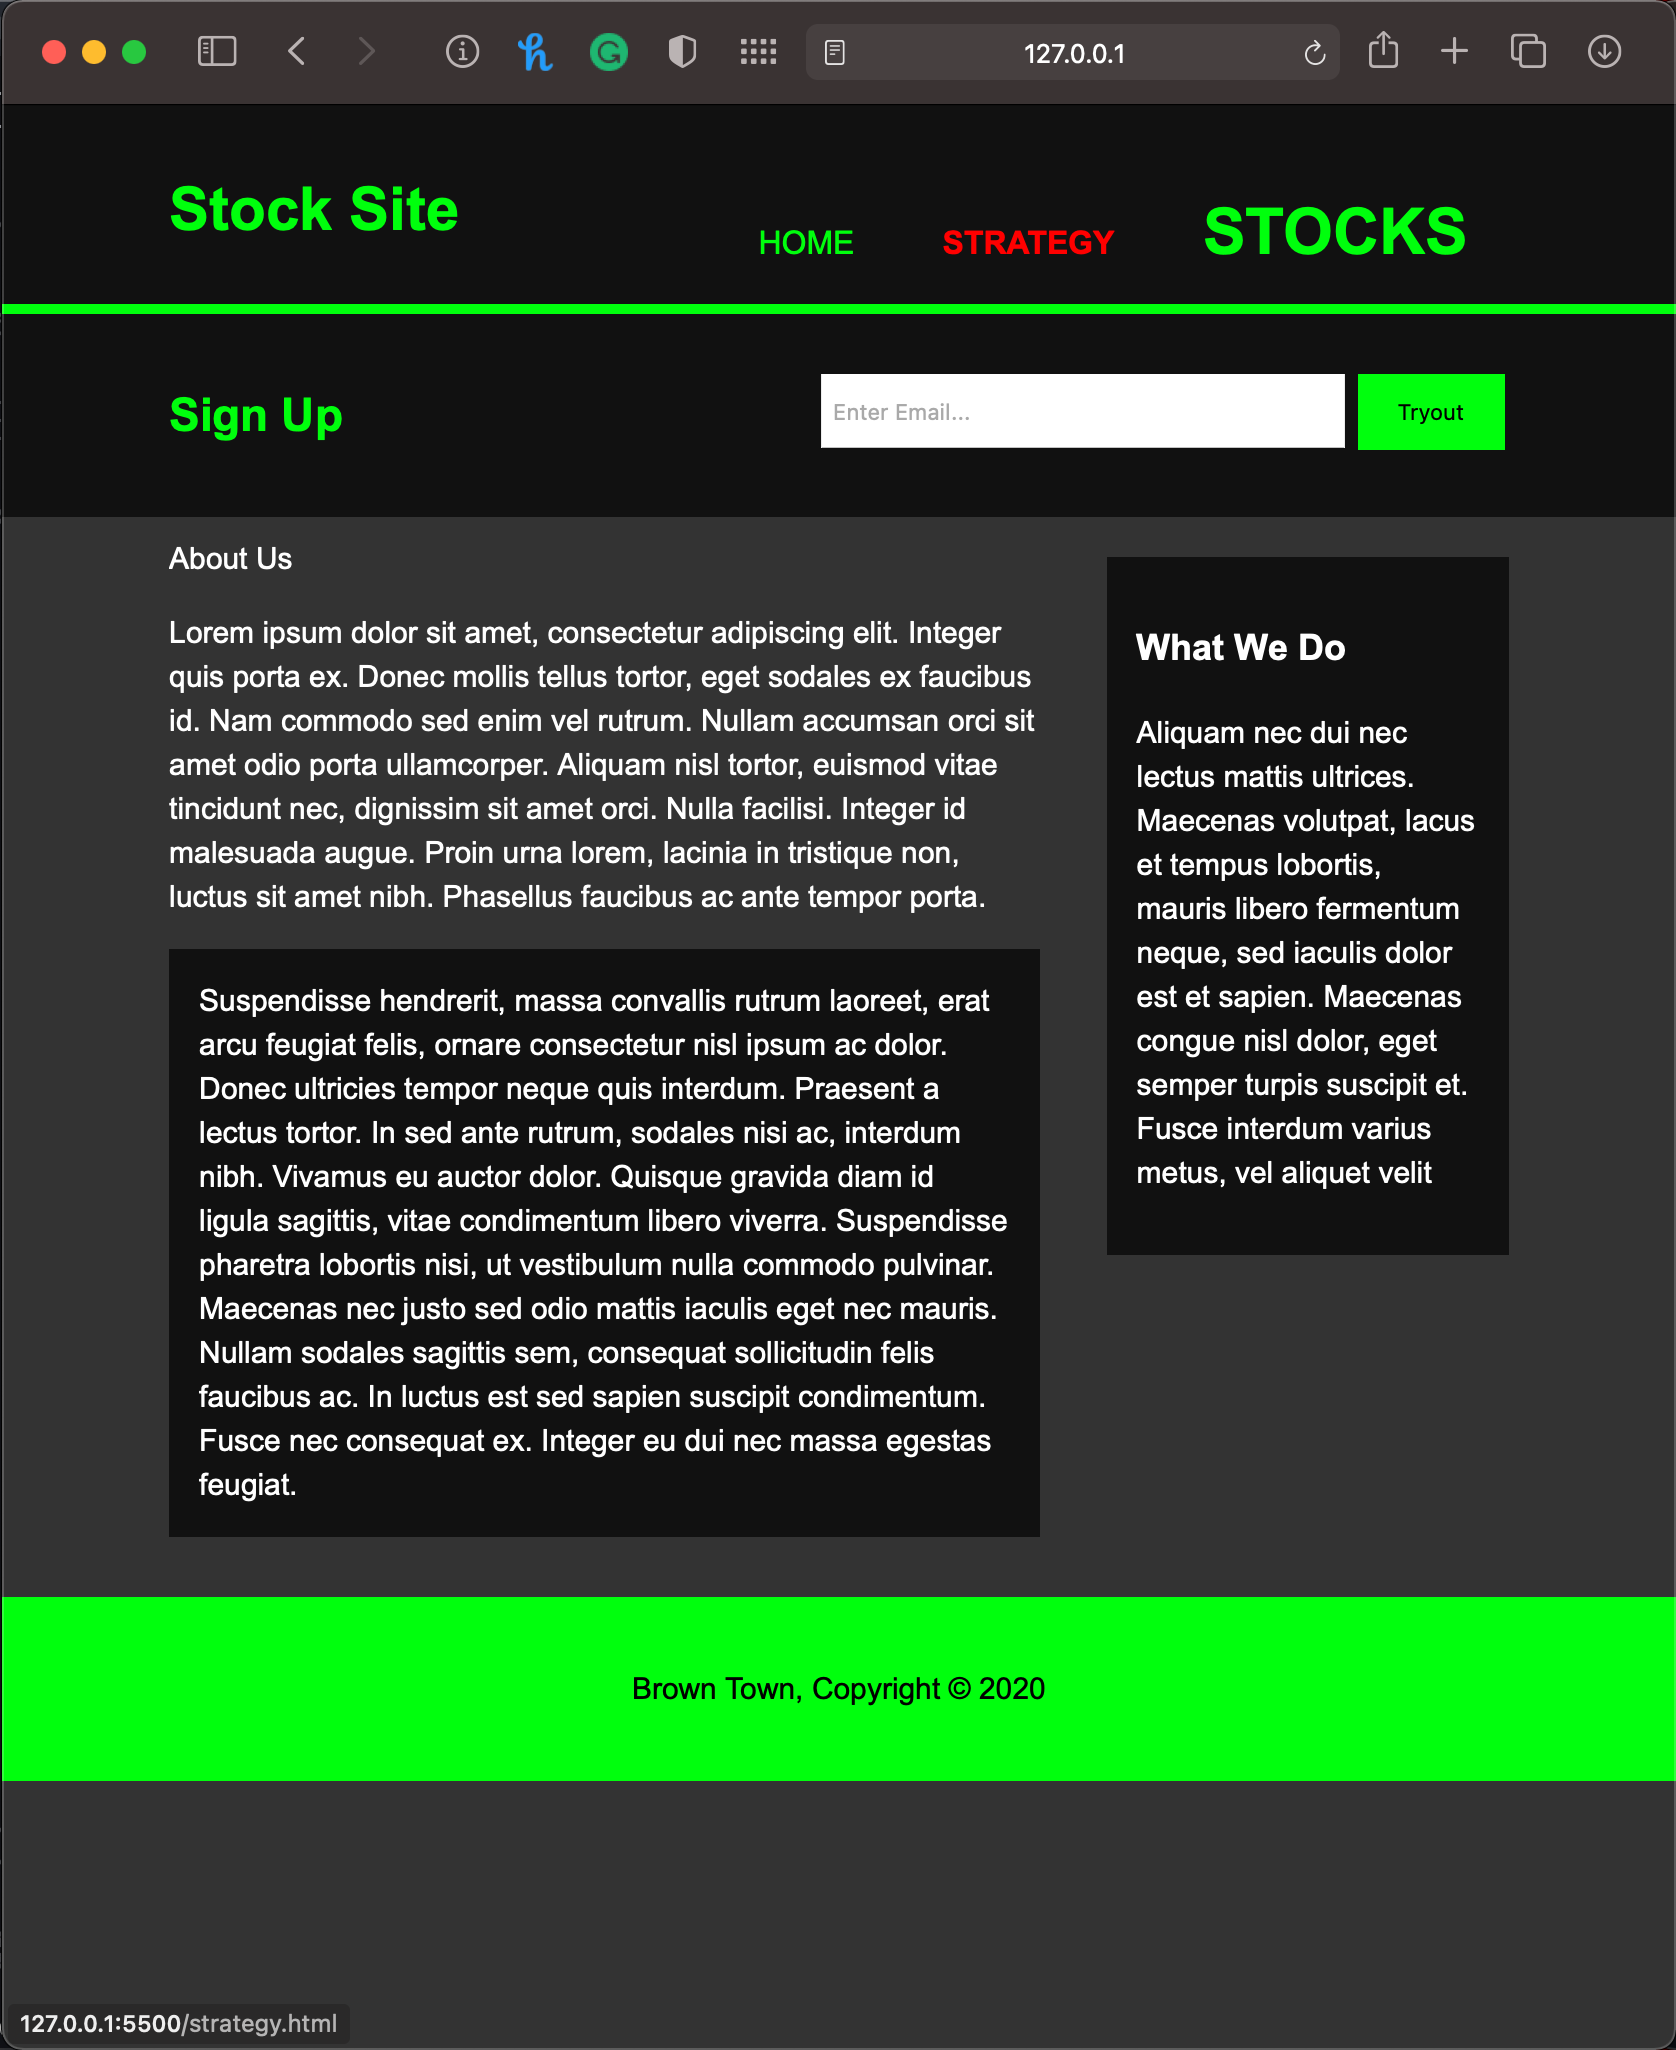 127.0.0.1
Stock Site
HOME
STRATEGY
STOCKS
Sign Up
Enter Email...
Tryout
About Us
Lorem ipsum dolor sit amet, consectetur adipiscing elit. Integer
quis porta ex. Donec mollis tellus tortor, eget sodales ex faucibus
id. Nam commodo sed enim vel rutrum. Nullam accumsan orci sit
amet odio porta ullamcorper. Aliquam nisl tortor, euismod vitae
tincidunt nec, dignissim sit amet orci. Nulla facilisi. Integer id
malesuada augue. Proin urna lorem, lacinia in tristique non,
luctus sit amet nibh. Phasellus faucibus ac ante tempor porta.
Suspendisse hendrerit, massa convallis rutrum laoreet, erat
arcu feugiat felis, ornare consectetur nisl ipsum ac dolor.
Donec ultricies tempor neque quis interdum. Praesent a
lectus tortor. In sed ante rutrum, sodales nisi ac, interdum
nibh. Vivamus eu auctor dolor. Quisque gravida diam id
ligula sagittis, vitae condimentum libero viverra. Suspendisse
pharetra lobortis nisi, ut vestibulum nulla commodo pulvinar.
Maecenas nec justo sed odio mattis iaculis eget nec mauris.
Nullam sodales sagittis sem, consequat sollicitudin felis
faucibus ac. In luctus est sed sapien suscipit condimentum.
Fusce nec consequat ex. Integer eu dui nec massa egestas
feugiat.
What We Do
Aliquam nec dui nec
lectus mattis ultrices.
Maecenas volutpat, lacus
et tempus lobortis,
mauris libero fermentum
neque, sed iaculis dolor
est et sapien. Maecenas
congue nisl dolor, eget
semper turpis suscipit et.
Fusce interdum varius
metus, vel aliquet velit
Brown Town, Copyright © 2020
127.0.0.1:5500/strategy.html